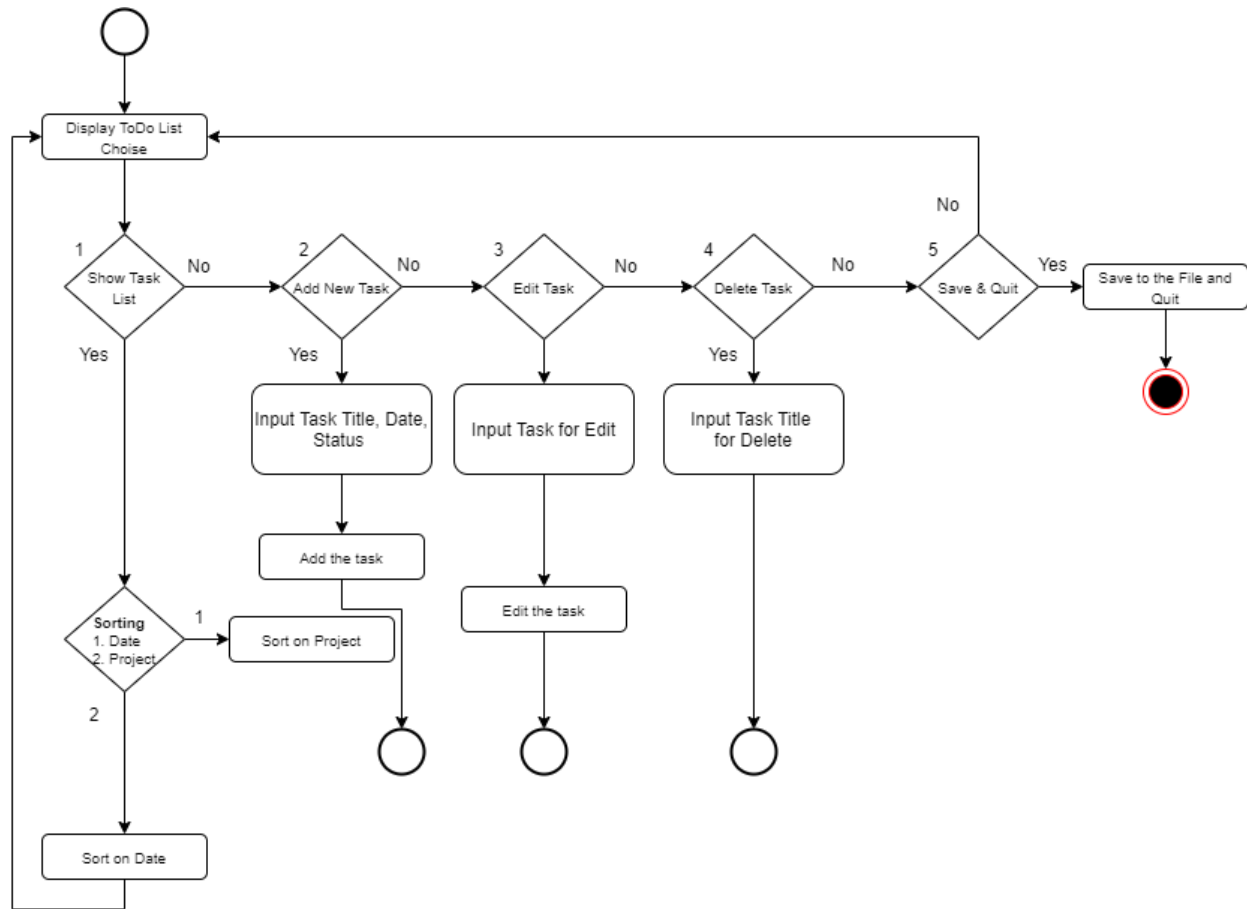 Display ToDo List
Choise
No
1
2
3
4
5
No
No
No
No
Yes
Show Task
List
Add New Task
Edit Task
Delete Task
Save & Quit
Save to the File and
Quit
Yes
Yes
Yes
Input Task Title, Date,
Status
Input Task for Edit
Input Task Title
for Delete
Add the task
Edit the task
Sorting
1. Date
2. Project
1
Sort on Project
2
Sort on Date